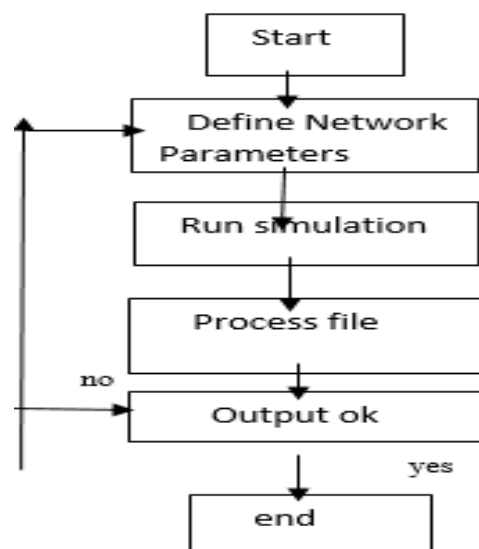 Start
Define Network
Parameters
Run simulation
Process file
no
Output ok
yes
end